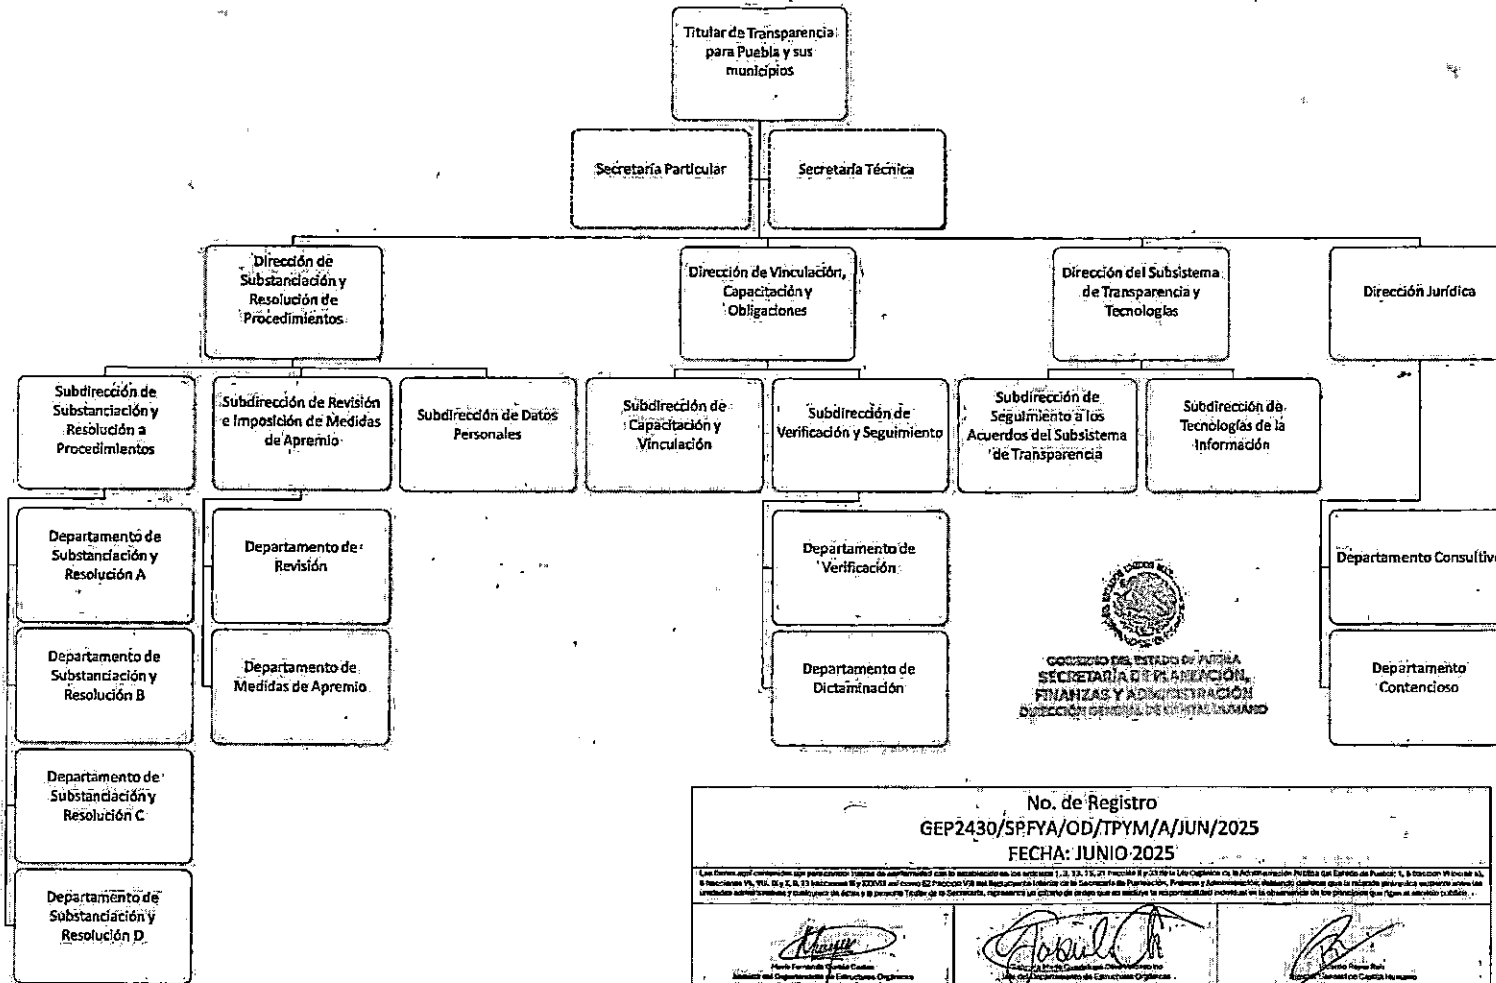 Titular de Transparencia
para Puebla y sus
municipios
Secretaría Particular
Secretaría Técnica
Dirección de
Substanciación y
Resolución de
Procedimientos
Dirección de Vinculación,
Capacitación y
Obligaciones
Dirección del Subsistema
de Transparencia y
Tecnologías
Dirección Jurídica
Subdirección de
Substanciación y
Resolución a
Procedimientos
Subdirección de Revisión
e Imposición de Medidas
de Apremio
Subdirección de Datos
Personales
Subdirección de
Capacitación y
Vinculación
Subdirección de
Verificación y Seguimiento
Subdirección de
Seguimiento a los
Acuerdos del Subsistema
de Transparencia
Subdirección de
Tecnologías de la
Información
Departamento de
Substanciación y
Resolución A
Departamento de
Revisión
Departamento de
Verificación
Departamento Consultivo
Departamento de
Substanciación y
Resolución B
Departamento de
Medidas de Apremio
Departamento de
Dictaminación
Departamento
Contencioso
Departamento de
Substanciación y
Resolución C
Departamento de
Substanciación y
Resolución D
GOBIERNO DEL ESTADO DE PUEBLA
SECRETARÍA DE PLANEACIÓN,
FINANZAS Y ADMINISTRACIÓN
DIRECCIÓN GENERAL DE CAPITAL HUMANO
No. de Registro
GEP2430/SPFYA/OD/TPYM/A/JUN/2025
FECHA: JUNIO 2025